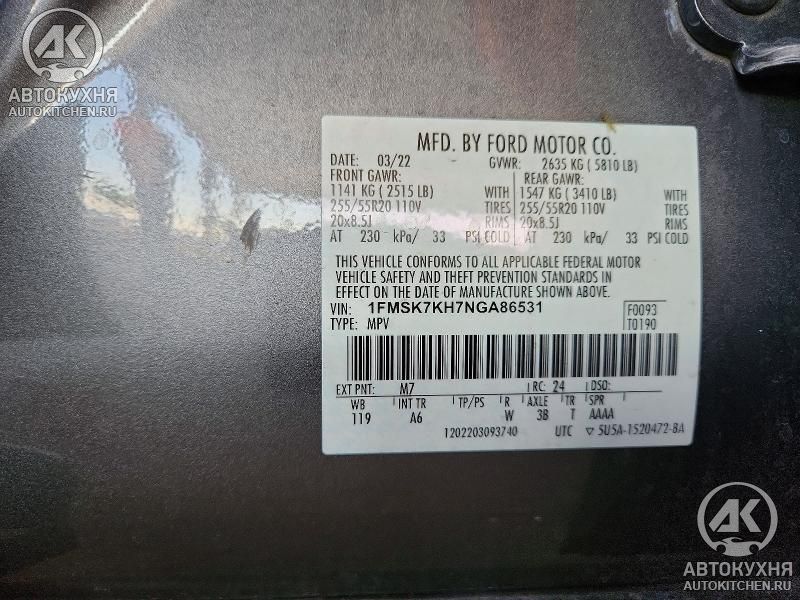 AK
АВТОКУХНЯ
AUTOKITCHEN.RU
MFD. BY FORD MOTOR CO.
DATE: 03/22 GVWR: 2635 KG ( 5810 LB)
FRONT GAWR: REAR GAWR:
1141 KG ( 2515 LB) WITH 1547 KG ( 3410 LB) WITH
255/55R20 110V TIRES 255/55R20 110V TIRES
20x8.5J RIMS 20x8.5J RIMS
AT 230 kPa/ 33 PSI COLD AT 230 kPa/ 33 PSI COLD
THIS VEHICLE CONFORMS TO ALL APPLICABLE FEDERAL MOTOR
VEHICLE SAFETY AND THEFT PREVENTION STANDARDS IN
EFFECT ON THE DATE OF MANUFACTURE SHOWN ABOVE.
VIN: 1FMSK7KH7NGA86531 F0093
TYPE: MPV T0190
EXT PNT: M7 RC: 24 DSO:
WB INT TR TP/PS R AXLE TR SPR
119 A6 W 3B T AAAA
1202203093740 UTC ▽ 5U5A-1520472-BA
AK
АВТОКУХНЯ
AUTOKITCHEN.RU